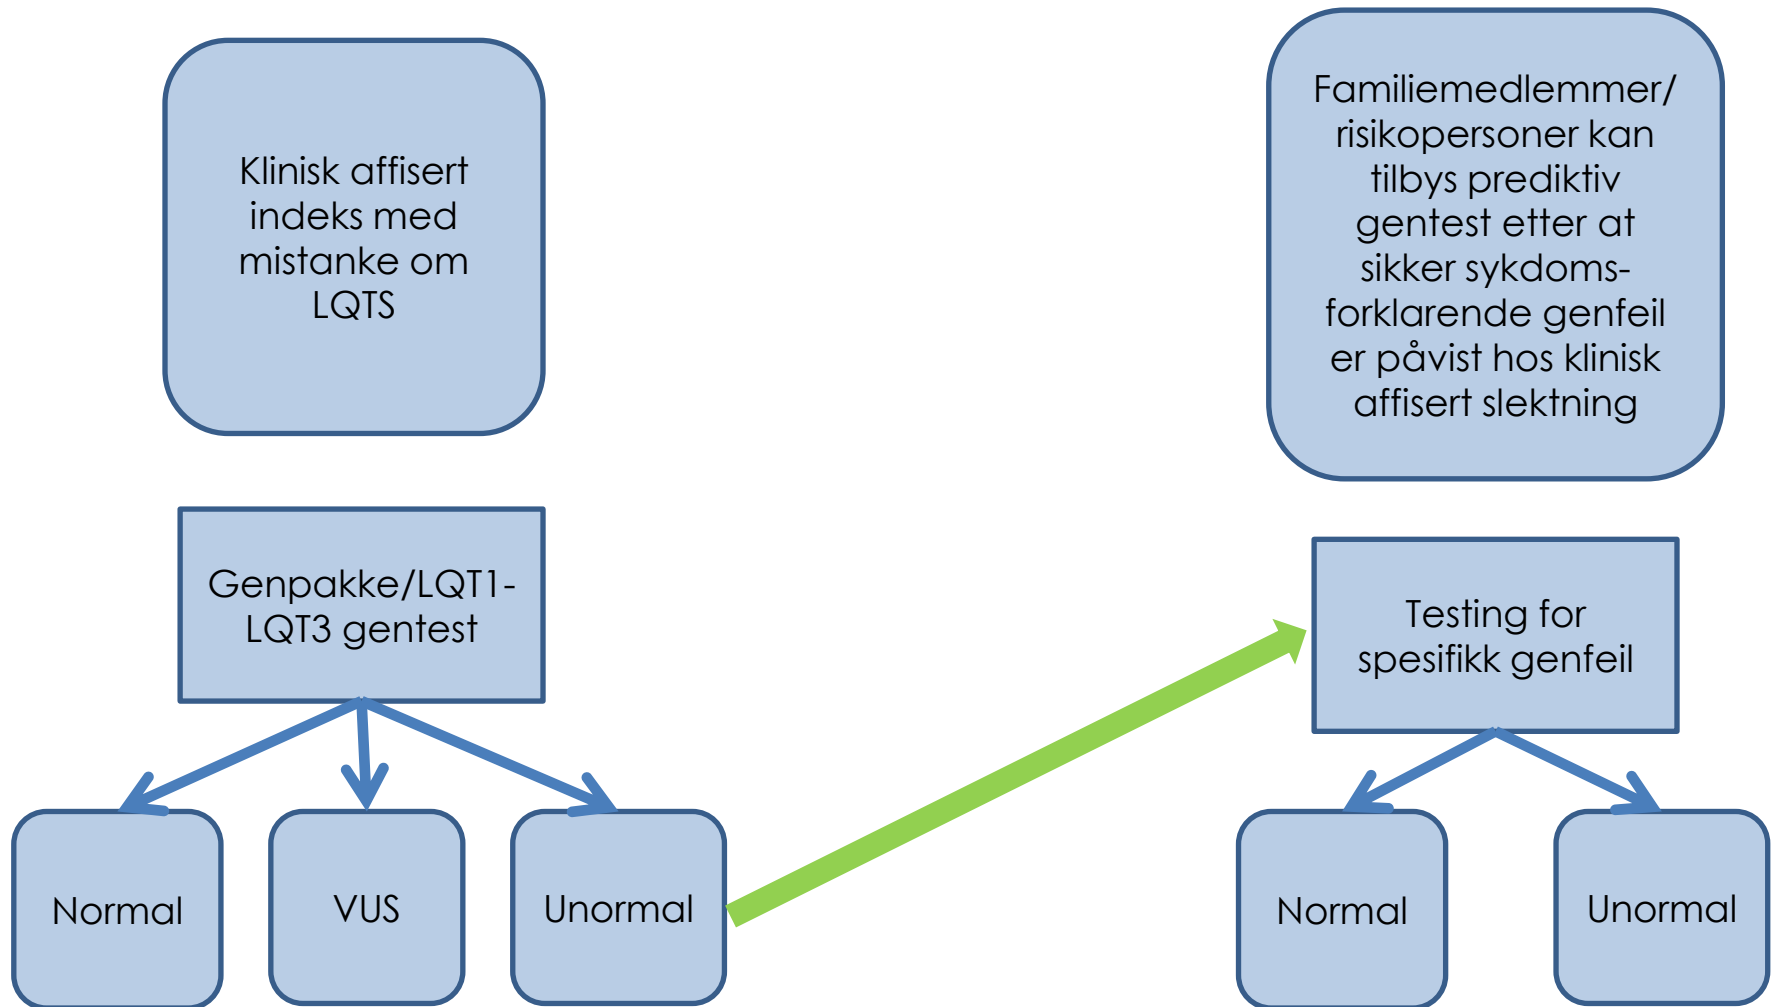 Klinisk affisert
indeks med
mistanke om
LQTS
Genpakke/LQT1-
LQT3 gentest
Normal
VUS
Unormal
Familiemedlemmer/
risikopersoner kan
tilbys prediktiv
gentest etter at
sikker sykdoms-
forklarende genfeil
er påvist hos klinisk
affisert slektning
Testing for
spesifikk genfeil
Normal
Unormal